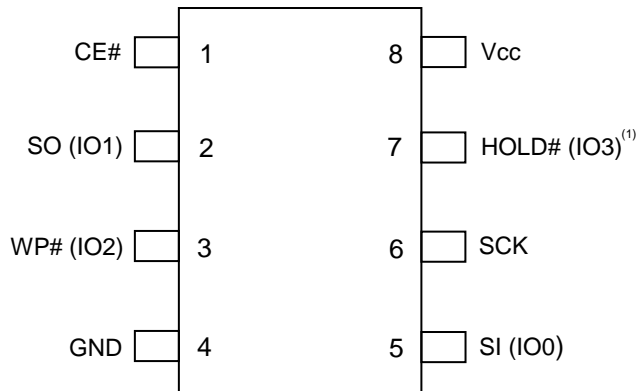 CE# 1 8 Vcc
SO (IO1) 2 7 HOLD# (IO3)(1)
WP# (IO2) 3 6 SCK
GND 4 5 SI (IO0)